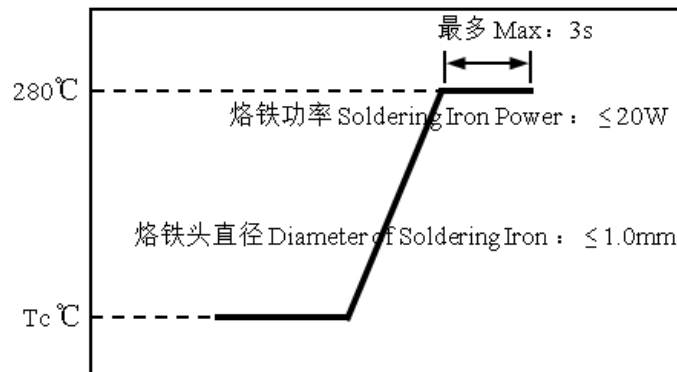 最多 Max：3s
280℃
烙铁功率 Soldering Iron Power：≤20W
烙铁头直径 Diameter of Soldering Iron：≤1.0mm
Tc ℃